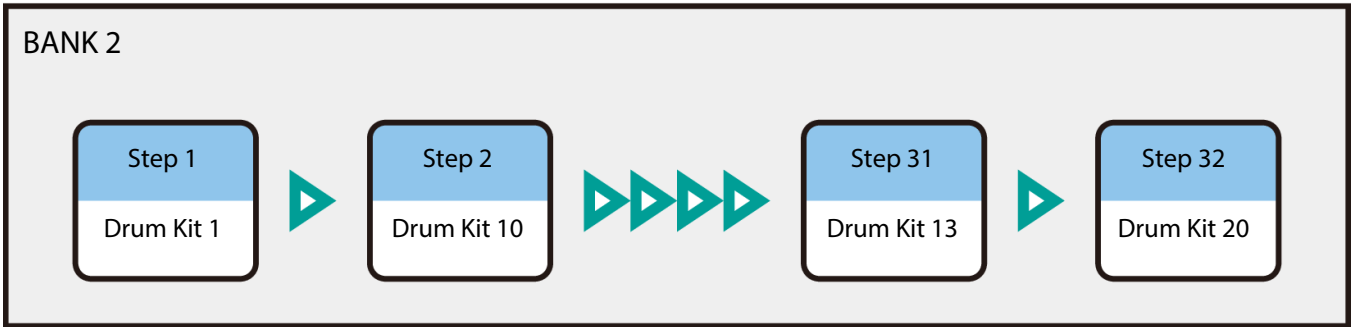 BANK 2
Step 1
Drum Kit 1
Step 2
Drum Kit 10
Step 31
Drum Kit 13
Step 32
Drum Kit 20